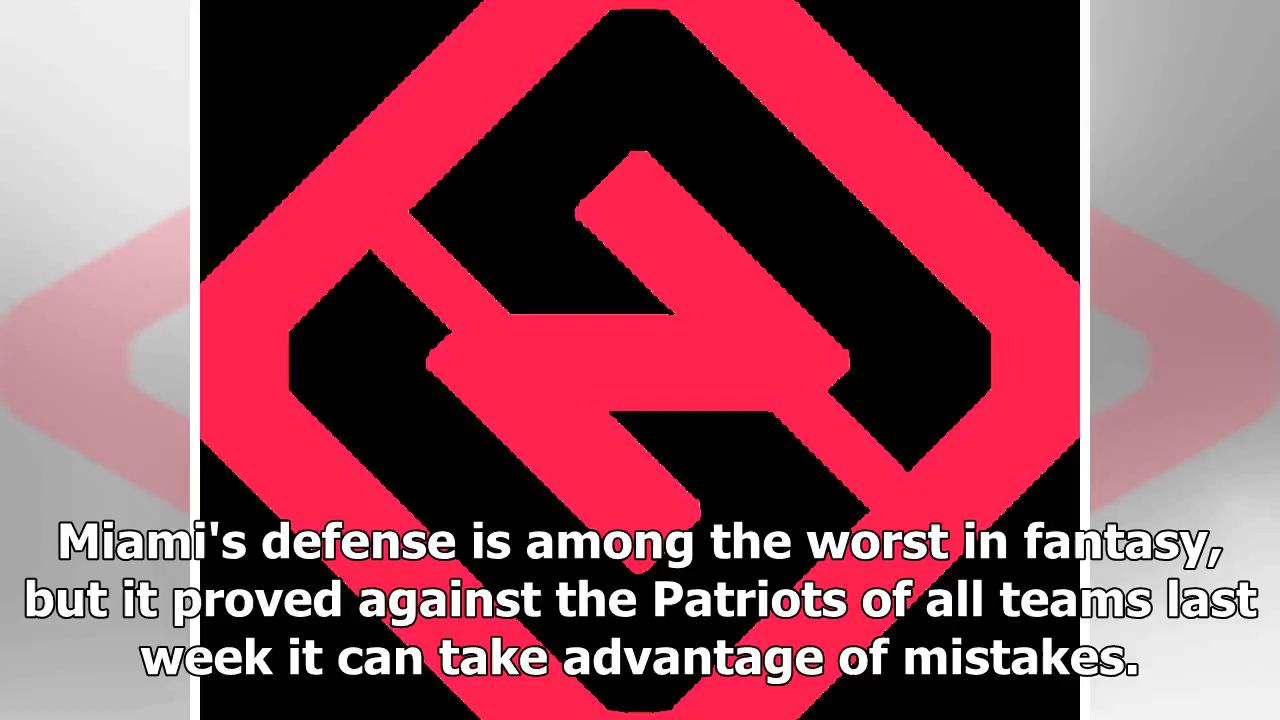 Miami's defense is among the worst in fantasy,
but it proved against the Patriots of all teams last
week it can take advantage of mistakes.